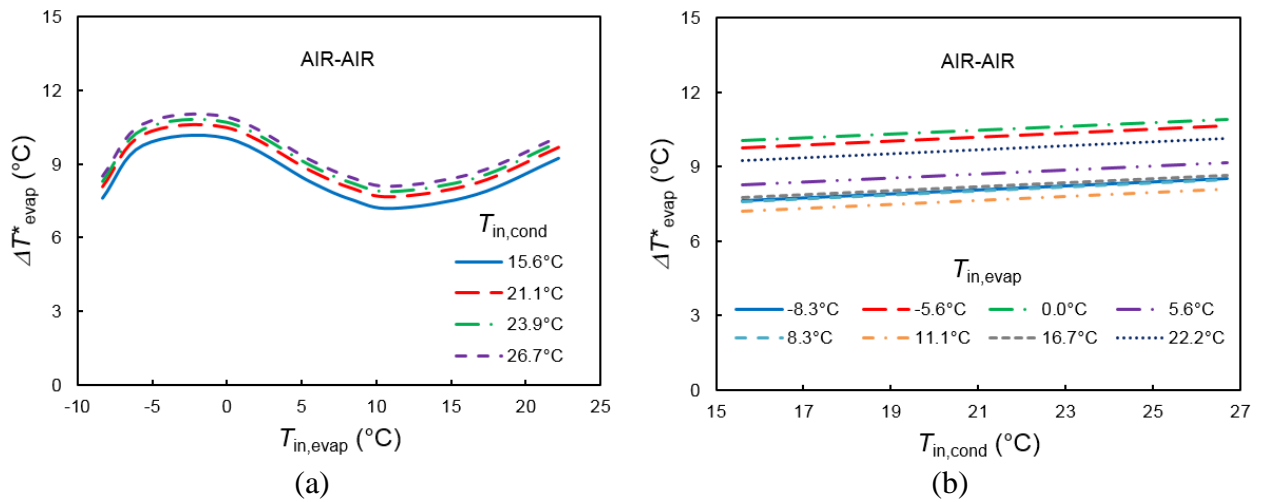 15
12
9
6
3
0
ΔT*evap (°C)
AIR-AIR
Tin,cond
15.6°C
21.1°C
23.9°C
26.7°C
-10 -5 0 5 10 15 20 25
Tin,evap (°C)
(a)
15
12
9
6
3
0
ΔT*evap (°C)
AIR-AIR
Tin,evap
-8.3°C -5.6°C 0.0°C 5.6°C
8.3°C 11.1°C 16.7°C 22.2°C
15 17 19 21 23 25 27
Tin,cond (°C)
(b)